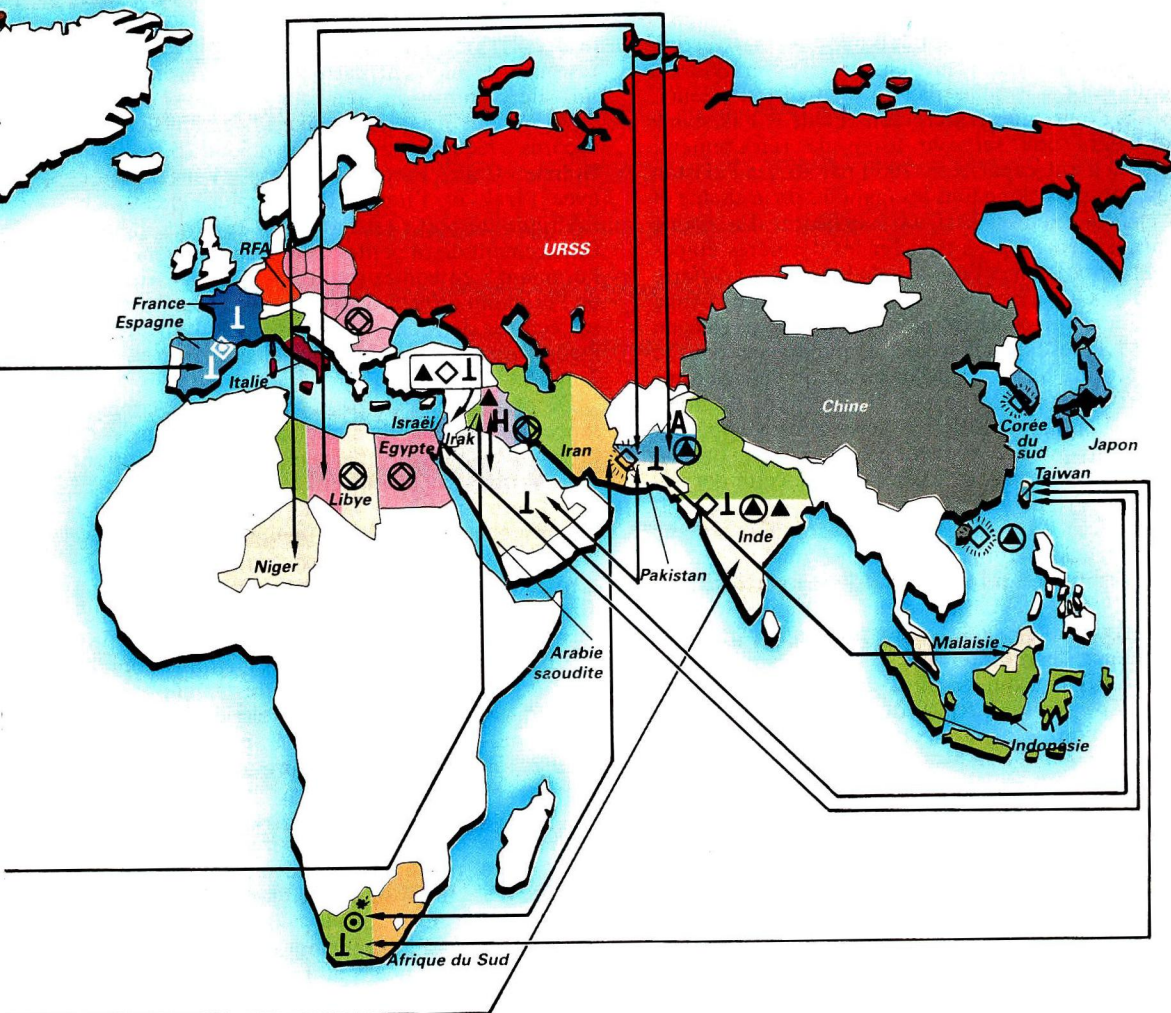 RFA
URSS
France
Espagne
Italie
Israël
Egypte
Irak
H
Iran
A
Chine
Corée
du
sud
Japon
Taiwan
Libye
Niger
Pakistan
Inde
Arabie
saoudite
Malaisie
Indonésie
Afrique du Sud